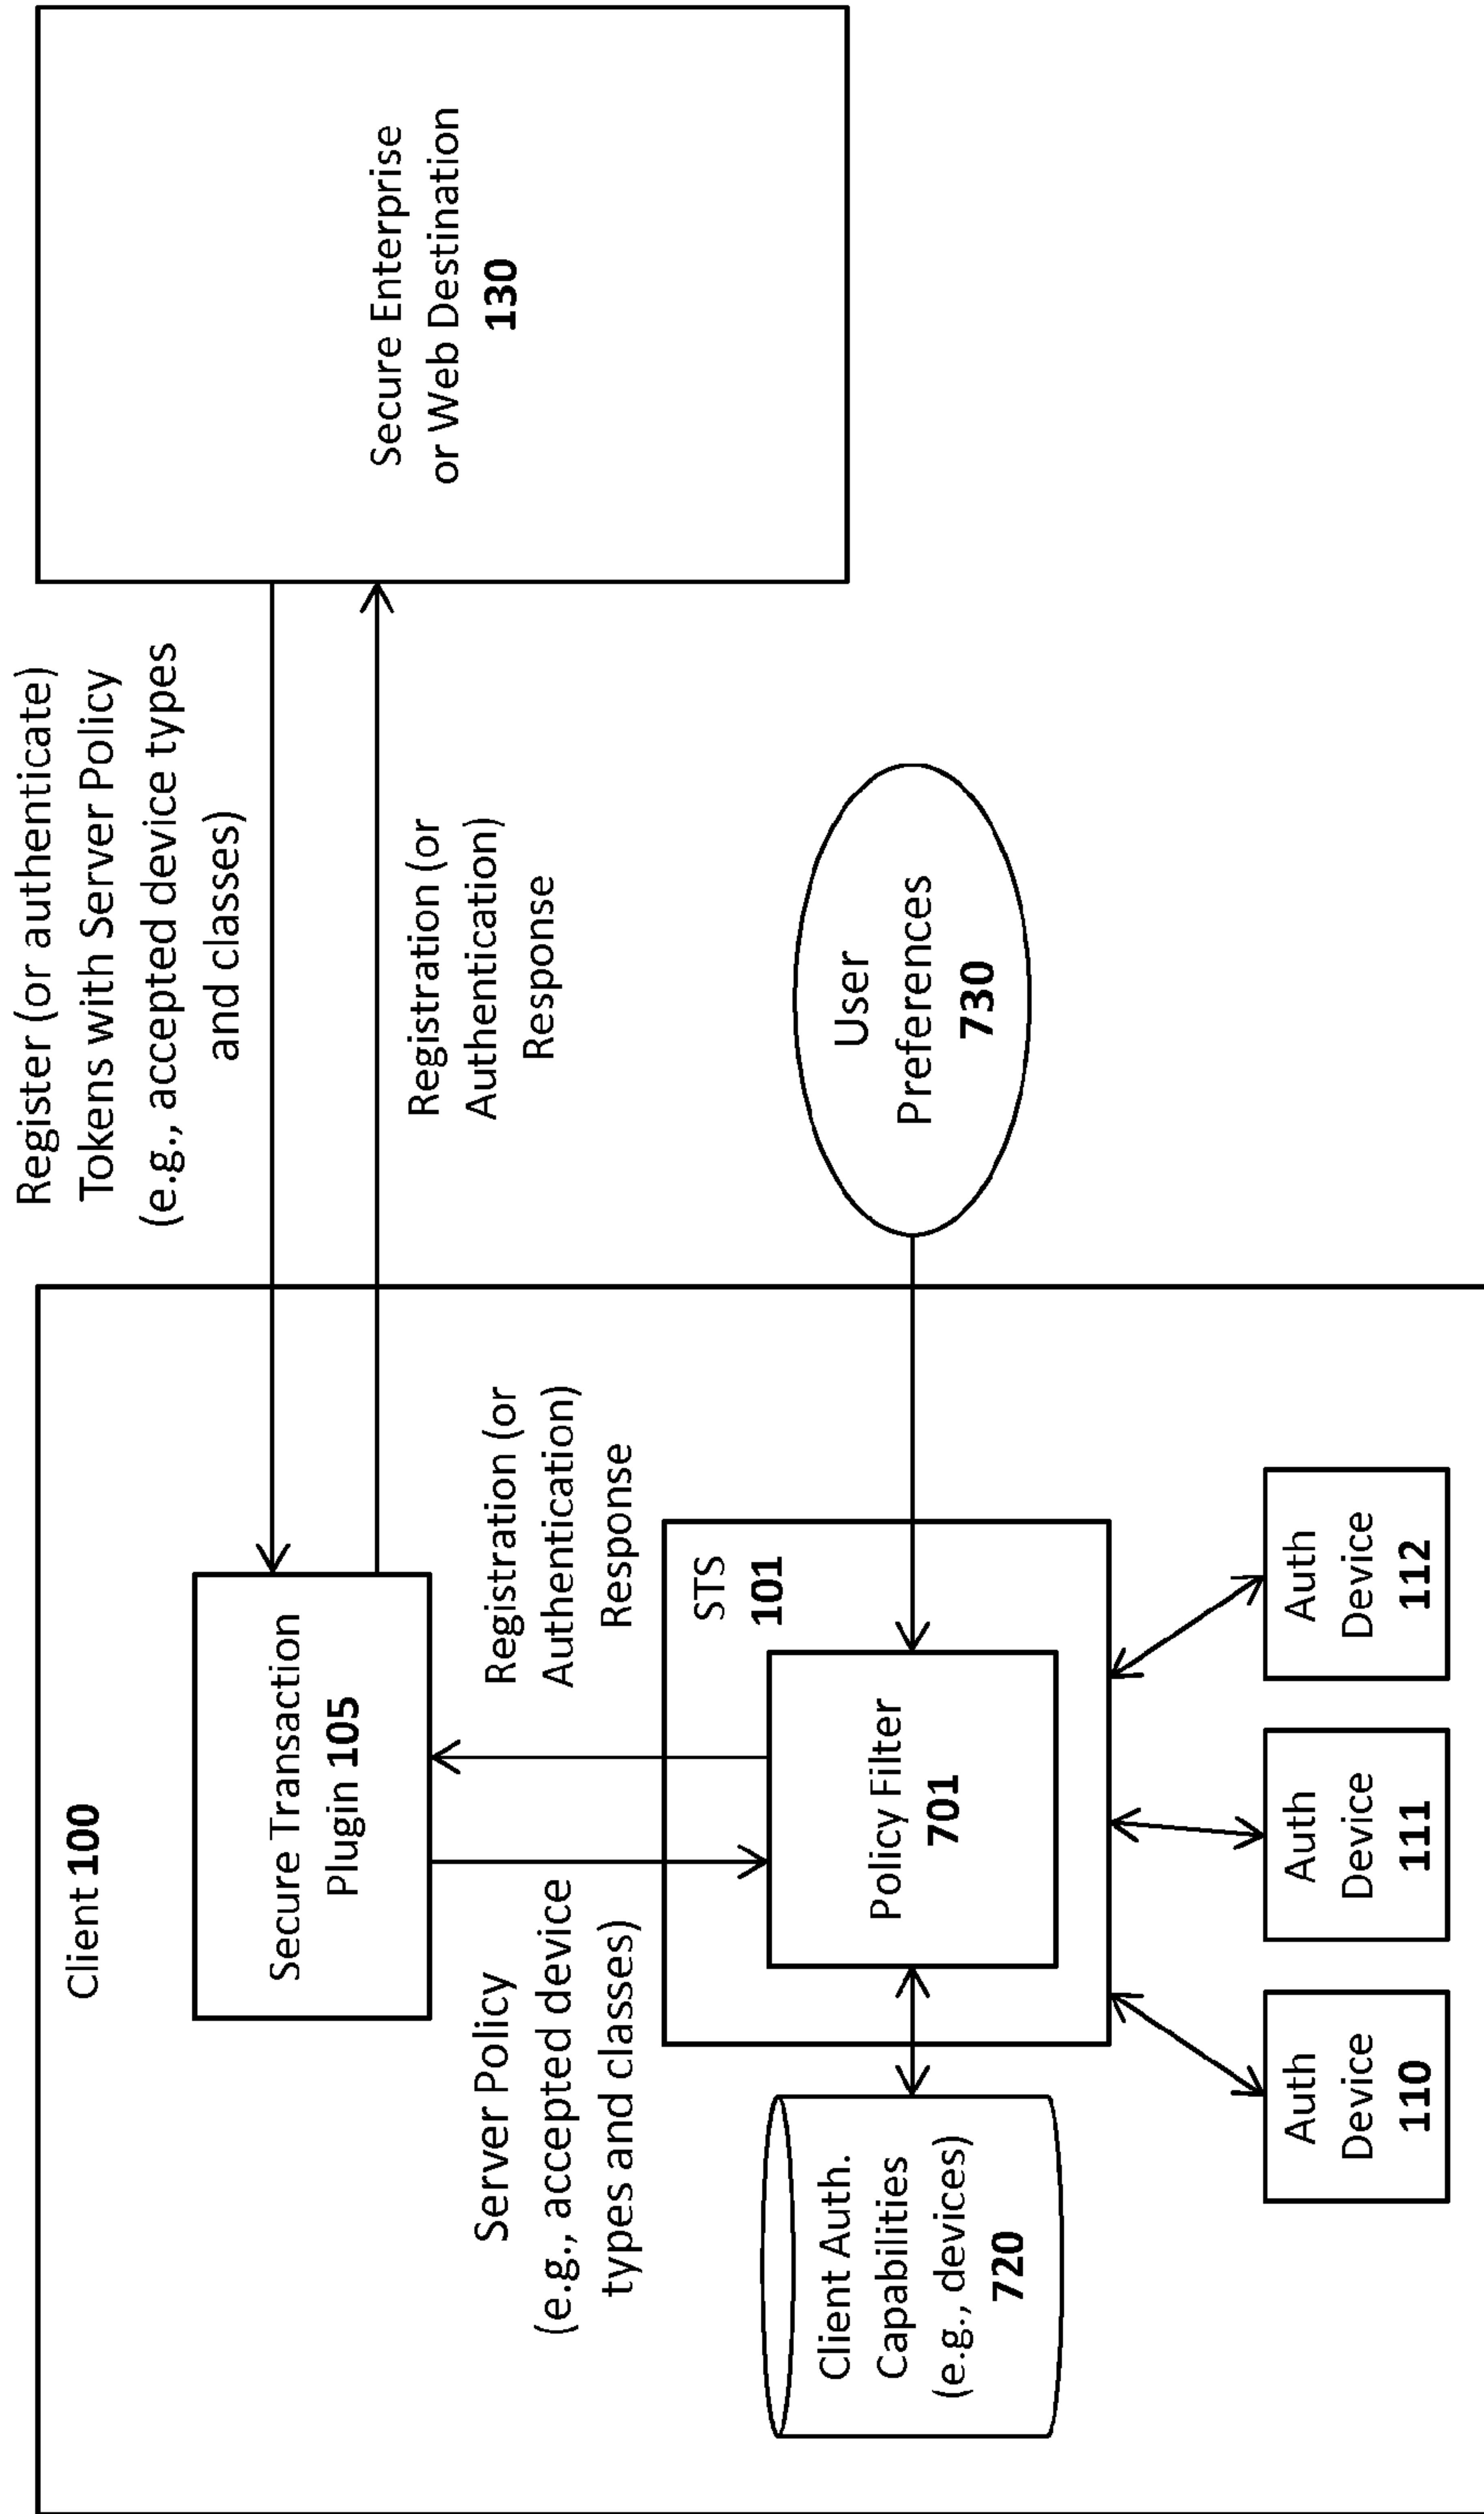 Client 100
Secure Transaction
Plugin 105
Register (or authenticate)
Tokens with Server Policy
(e.g., accepted device types
and classes)
Registration (or
Authentication)
Response
Secure Enterprise
or Web Destination
130
Server Policy
(e.g., accepted device
types and classes)
Registration (or
Authentication)
Response
STS
101
Policy Filter
701
Client Auth.
Capabilities
(e.g., devices)
720
User
Preferences
730
Auth
Device
110
Auth
Device
111
Auth
Device
112